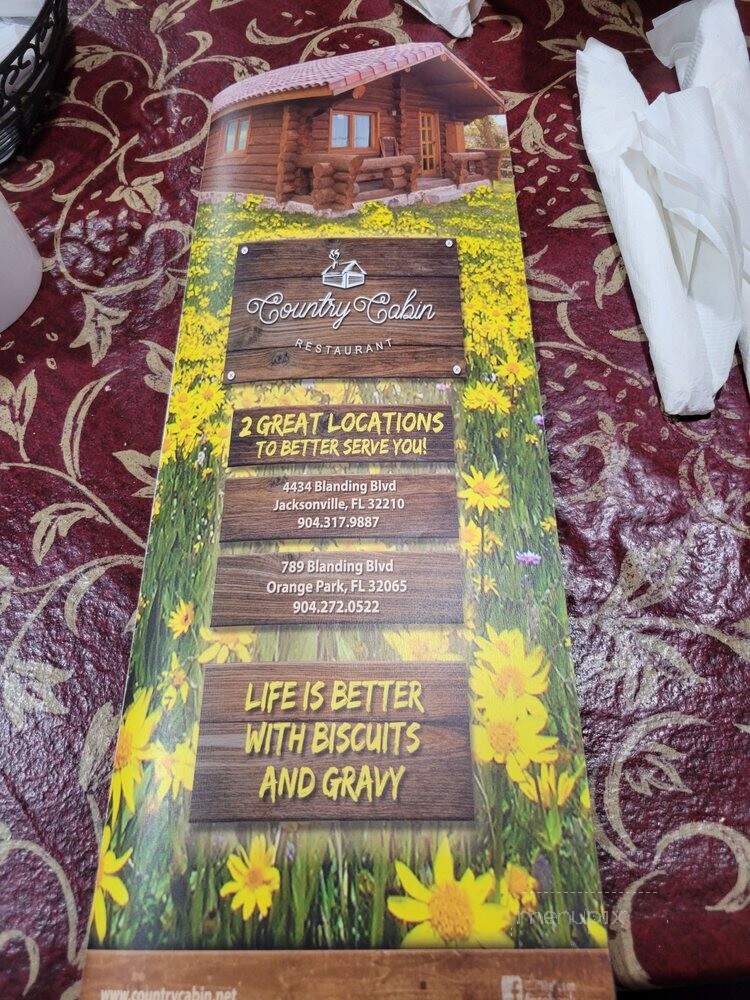 Country Cabin
RESTAURANT
2 GREAT LOCATIONS
TO BETTER SERVE YOU!
4434 Blanding Blvd
Jacksonville, FL 32210
904.317.9887
789 Blanding Blvd
Orange Park, FL 32065
904.272.0522
LIFE IS BETTER
WITH BISCUITS
AND GRAVY
menupix
www.countrycabin.net